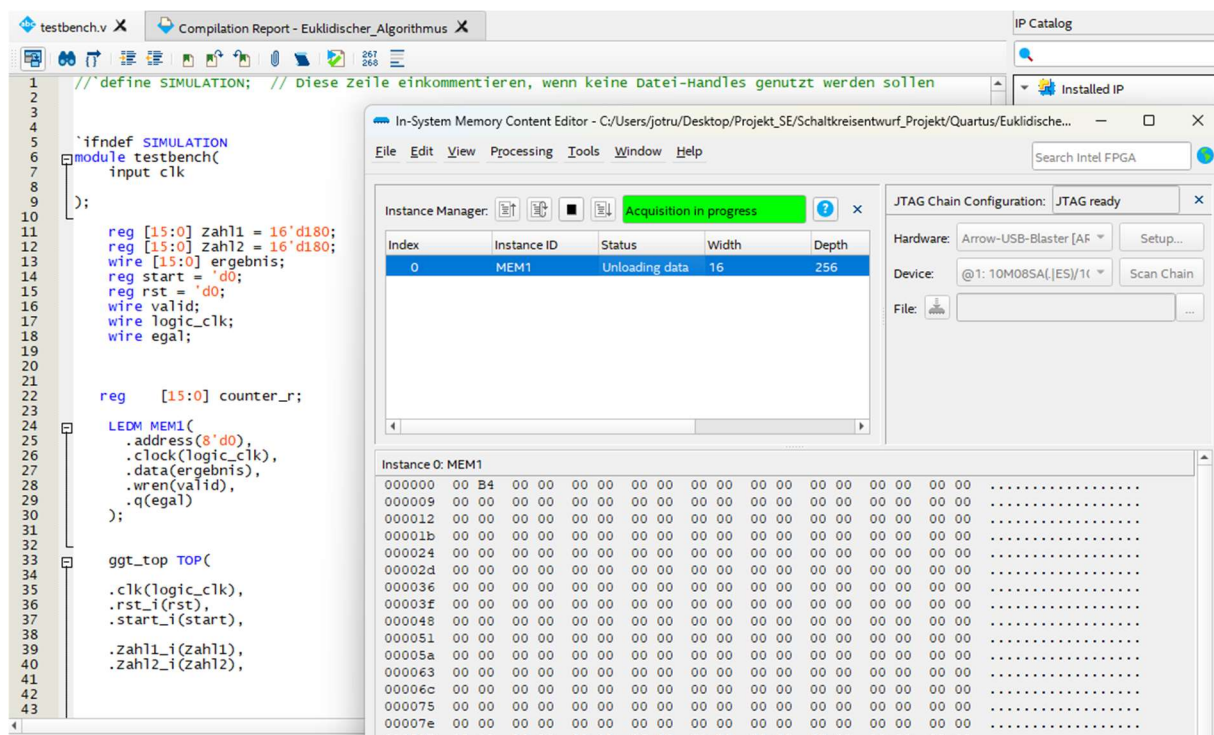 testbench.v X
Compilation Report - Euklidischer_Algorithmus X
IP Catalog
267
268
Installed IP
1 //`define SIMULATION; // Diese Zeile einkommentieren, wenn keine Datei-Handles genutzt werden sollen
2
3
4
5 `ifndef SIMULATION
6 module testbench(
7 input clk
8
9 );
10
11 reg [15:0] Zahl1 = 16'd180;
12 reg [15:0] Zahl2 = 16'd180;
13 wire [15:0] ergebnis;
14 reg start = 'd0;
15 reg rst = 'd0;
16 wire valid;
17 wire logic_clk;
18 wire egal;
19
20
21
22 reg [15:0] counter_r;
23
24 LEDM MEM1(
25 .address(8'd0),
26 .clock(logic_clk),
27 .data(ergebnis),
28 .wren(valid),
29 .q(egal)
30 );
31
32
33 ggt_top TOP(
34
35 .clk(logic_clk),
36 .rst_i(rst),
37 .start_i(start),
38
39 .zahl1_i(Zahl1),
40 .zahl2_i(Zahl2),
41
42
43
In-System Memory Content Editor - C:/Users/jotru/Desktop/Projekt_SE/Schaltkreisentwurf_Projekt/Quartus/Euklidische...
File Edit View Processing Tools Window Help
Search Intel FPGA
Instance Manager: Acquisition in progress
Index Instance ID Status Width Depth
0 MEM1 Unloading data 16 256
JTAG Chain Configuration: JTAG ready
Hardware: Arrow-USB-Blaster [AF Setup...
Device: @1: 10M08SA(.|ES)/1( Scan Chain
File: ...
Instance 0: MEM1
000000 00 B4 00 00 00 00 00 00 00 00 00 00 00 00 00 00 00 00 ..................
000009 00 00 00 00 00 00 00 00 00 00 00 00 00 00 00 00 00 00 ..................
000012 00 00 00 00 00 00 00 00 00 00 00 00 00 00 00 00 00 00 ..................
00001b 00 00 00 00 00 00 00 00 00 00 00 00 00 00 00 00 00 00 ..................
000024 00 00 00 00 00 00 00 00 00 00 00 00 00 00 00 00 00 00 ..................
00002d 00 00 00 00 00 00 00 00 00 00 00 00 00 00 00 00 00 00 ..................
000036 00 00 00 00 00 00 00 00 00 00 00 00 00 00 00 00 00 00 ..................
00003f 00 00 00 00 00 00 00 00 00 00 00 00 00 00 00 00 00 00 ..................
000048 00 00 00 00 00 00 00 00 00 00 00 00 00 00 00 00 00 00 ..................
000051 00 00 00 00 00 00 00 00 00 00 00 00 00 00 00 00 00 00 ..................
00005a 00 00 00 00 00 00 00 00 00 00 00 00 00 00 00 00 00 00 ..................
000063 00 00 00 00 00 00 00 00 00 00 00 00 00 00 00 00 00 00 ..................
00006c 00 00 00 00 00 00 00 00 00 00 00 00 00 00 00 00 00 00 ..................
000075 00 00 00 00 00 00 00 00 00 00 00 00 00 00 00 00 00 00 ..................
00007e 00 00 00 00 00 00 00 00 00 00 00 00 00 00 00 00 00 00 ..................